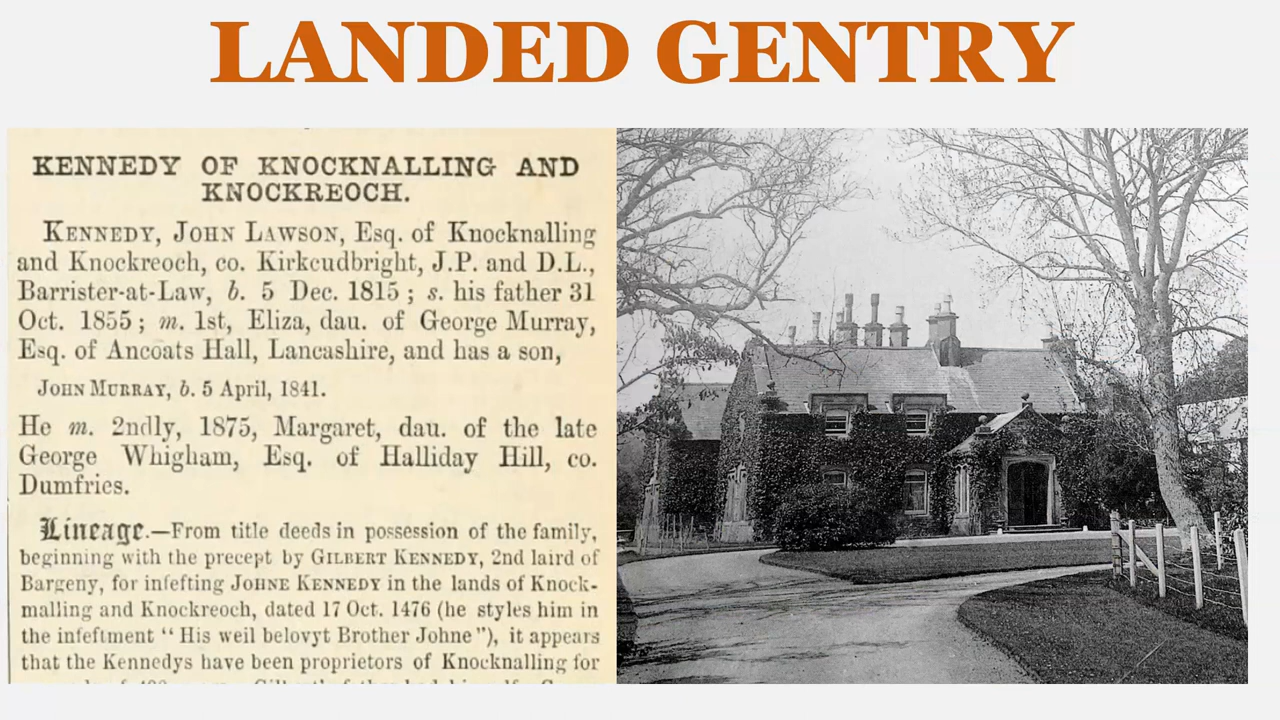 LANDED GENTRY
KENNEDY OF KNOCKNALLING AND
KNOCKREOCH.
KENNEDY, JOHN LAWSON, Esq. of Knocknalling
and Knockreoch, co. Kirkcudbright, J.P. and D.L.,
Barrister-at-Law, b. 5 Dec. 1815; s. his father 31
Oct. 1855; m. 1st, Eliza, dau. of George Murray,
Esq. of Ancoats Hall, Lancashire, and has a son,
JOHN MURRAY, b. 5 April, 1841.
He m. 2ndly, 1875, Margaret, dau. of the late
George Whigham, Esq. of Halliday Hill, co.
Dumfries.
Lineage.—From title deeds in possession of the family,
beginning with the precept by GILBERT KENNEDY, 2nd laird of
Bargeny, for infefting JOHNE KENNEDY in the lands of Knock-
malling and Knockreoch, dated 17 Oct. 1476 (he styles him in
the infeftment "His weil belovyt Brother Johne"), it appears
that the Kennedys have been proprietors of Knocknalling for